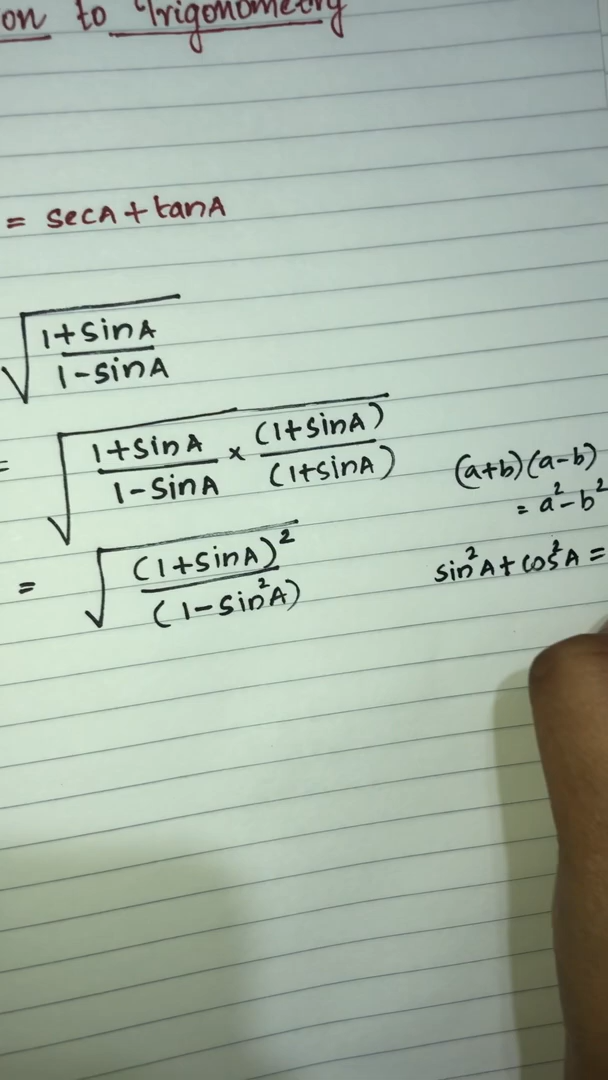 on to Trigonometry
= secA + tanA
√((1+sinA)/(1-sinA))
= √((1+sinA)/(1-sinA) × (1+sinA)/(1+sinA))
(a+b)(a-b)
= a²-b²
= √((1+sinA)²/(1-sin²A))
sin²A + cos²A =